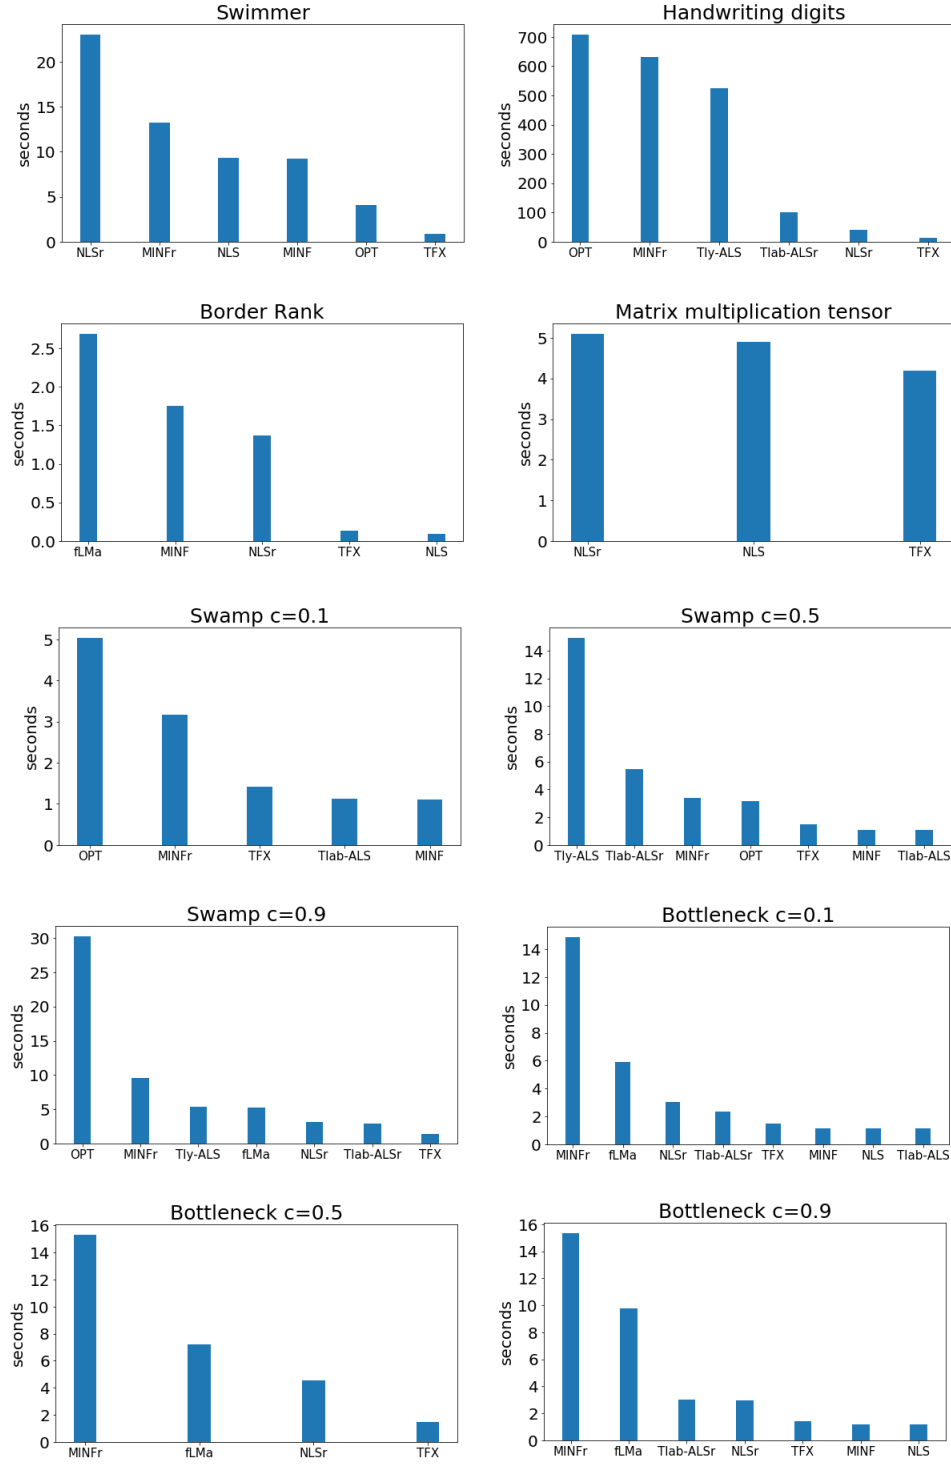 Swimmer
seconds
20
15
10
5
0
NLSr MINFr NLS MINF OPT TFX
Handwriting digits
seconds
700
600
500
400
300
200
100
0
OPT MINFr Tly-ALS Tlab-ALSr NLSr TFX
Border Rank
seconds
2.5
2.0
1.5
1.0
0.5
0.0
fLMa MINF NLSr TFX NLS
Matrix multiplication tensor
seconds
5
4
3
2
1
0
NLSr NLS TFX
Swamp c=0.1
seconds
5
4
3
2
1
0
OPT MINFr TFX Tlab-ALS MINF
Swamp c=0.5
seconds
14
12
10
8
6
4
2
0
Tly-ALS Tlab-ALSr MINFr OPT TFX MINF Tlab-ALS
Swamp c=0.9
seconds
30
25
20
15
10
5
0
OPT MINFr Tly-ALS fLMa NLSr Tlab-ALSr TFX
Bottleneck c=0.1
seconds
14
12
10
8
6
4
2
0
MINFr fLMa NLSr Tlab-ALSr TFX MINF NLS Tlab-ALS
Bottleneck c=0.5
seconds
16
14
12
10
8
6
4
2
0
MINFr fLMa NLSr TFX
Bottleneck c=0.9
seconds
16
14
12
10
8
6
4
2
0
MINFr fLMa Tlab-ALSr NLSr TFX MINF NLS